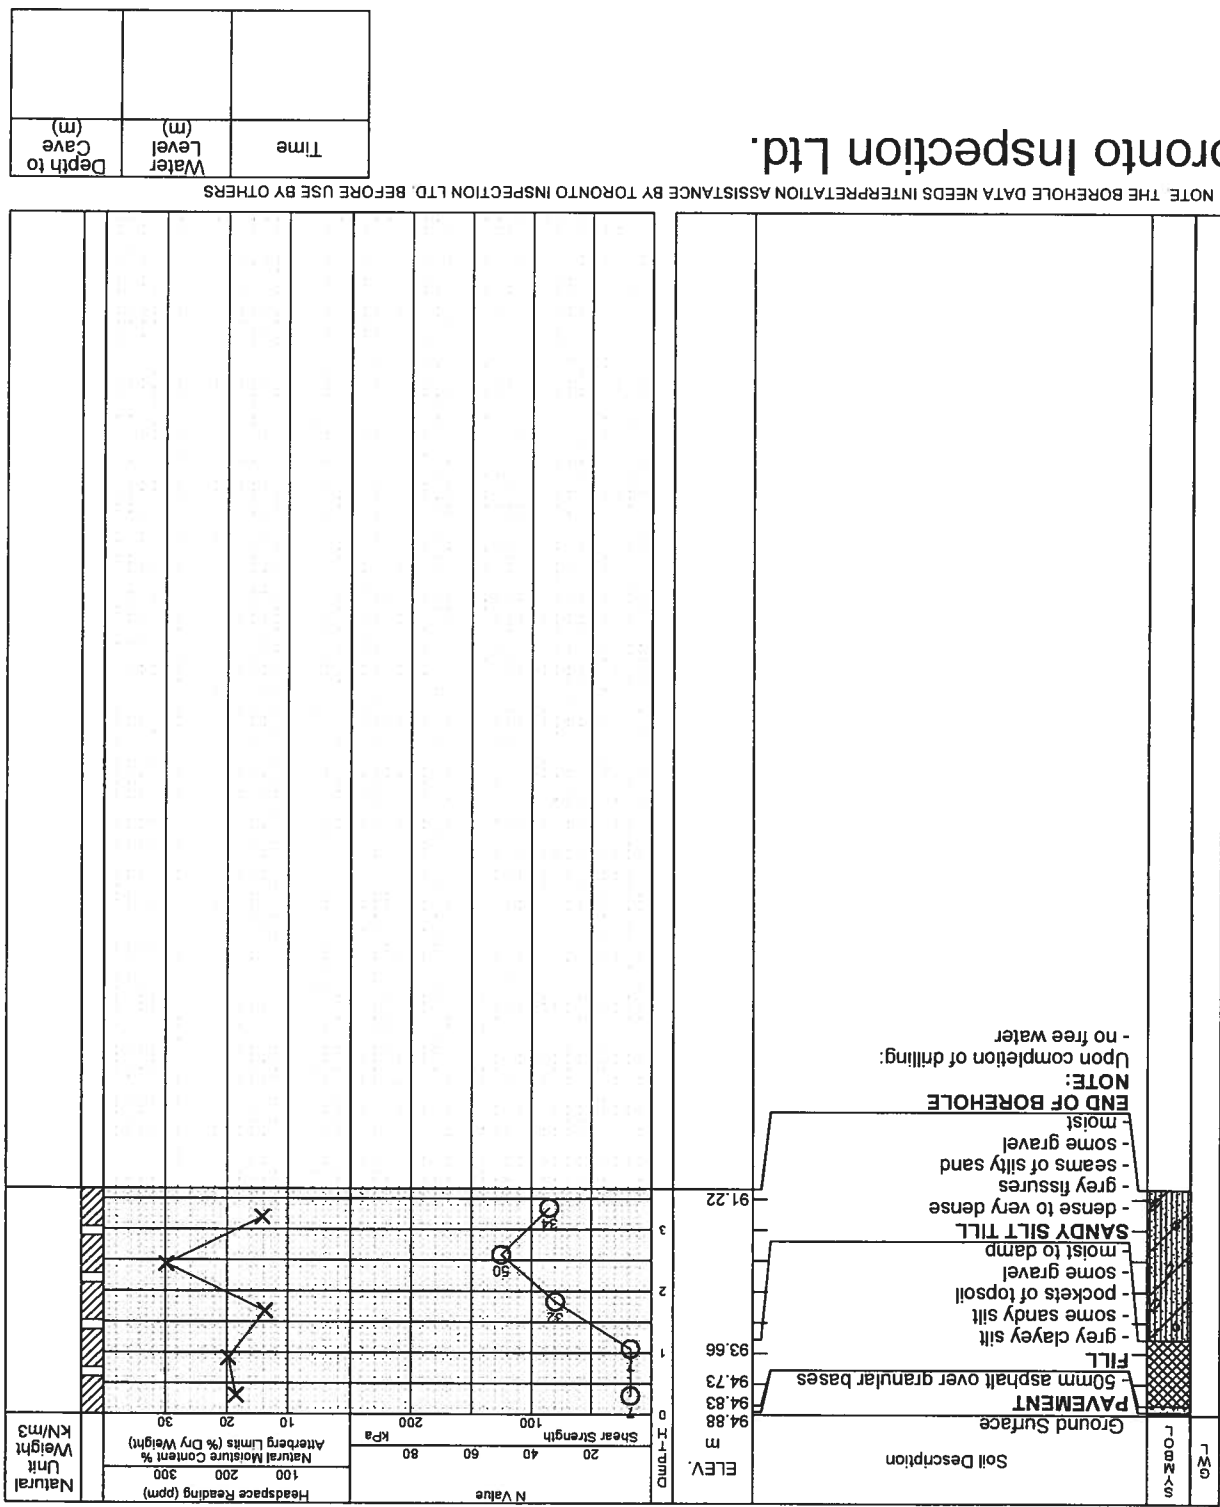 GWL
SYMBOL
Soil Description
ELEV.
m
DEPTH
N Value
20 40 60 80
Shear Strength kPa
100 200
Headspace Reading (ppm)
100 200 300
Natural Moisture Content %
Atterberg Limits (% Dry Weight)
10 20 30
Natural
Unit
Weight
kN/m3
Ground Surface
94.88
0
PAVEMENT
94.83
- 50mm asphalt over granular bases
94.73
FILL
93.66
- grey clayey silt
- some sandy silt
- pockets of topsoil
- some gravel
- moist to damp
SANDY SILT TILL
- dense to very dense
91.22
- grey fissures
- seams of silty sand
- some gravel
- moist
END OF BOREHOLE
NOTE:
Upon completion of drilling:
- no free water
1
2
3
7
32
50
34
NOTE: THE BOREHOLE DATA NEEDS INTERPRETATION ASSISTANCE BY TORONTO INSPECTION LTD. BEFORE USE BY OTHERS
oronto Inspection Ltd.
Time
Water
Level
(m)
Depth to
Cave
(m)